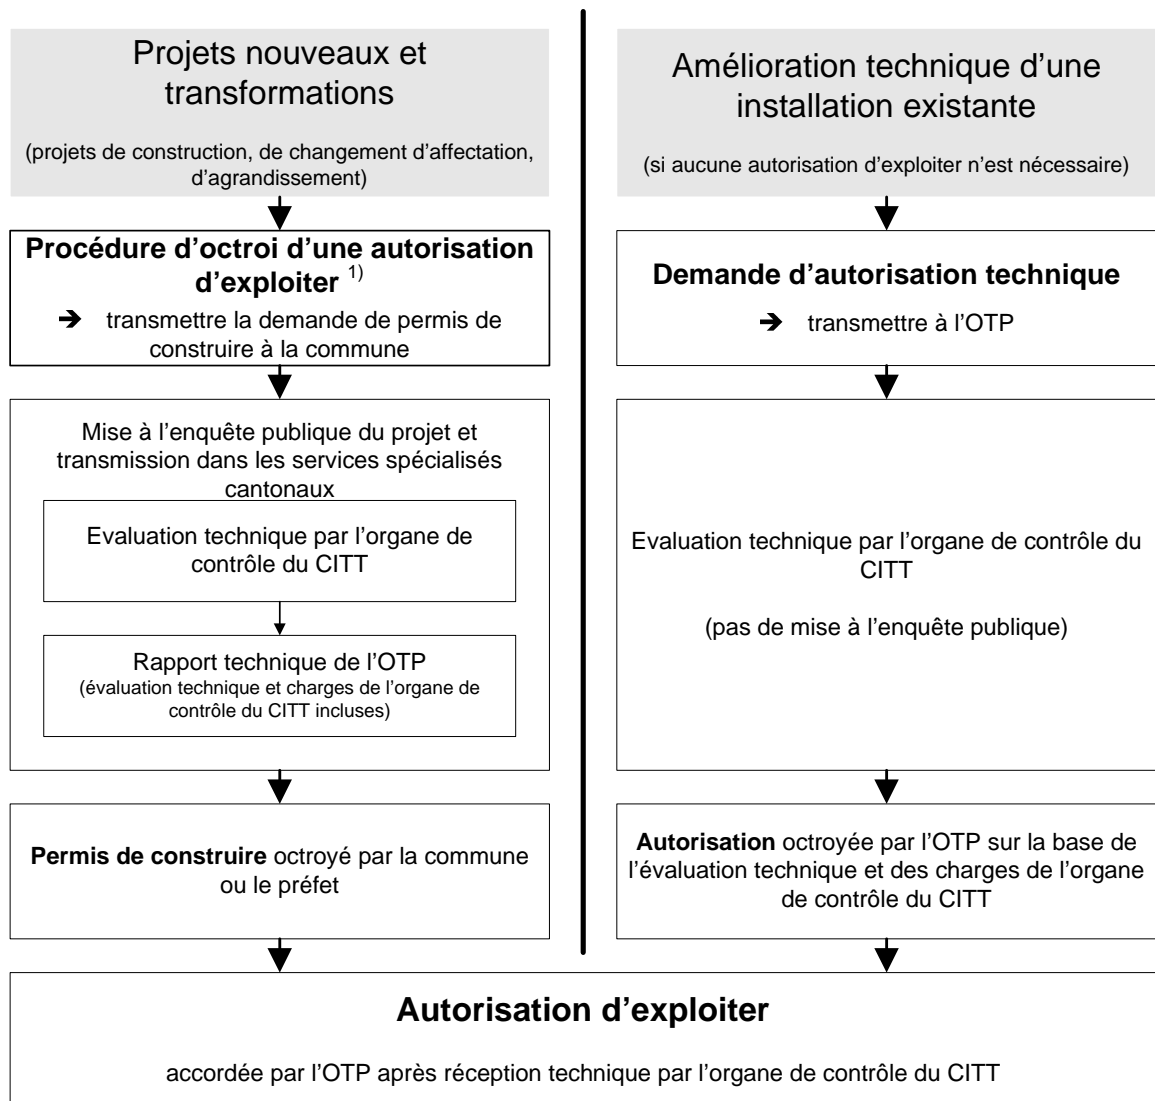 Projets nouveaux et
transformations
(projets de construction, de changement d'affectation,
d'agrandissement)
Procédure d'octroi d'une autorisation
d'exploiter 1)
➔ transmettre la demande de permis de
construire à la commune
Mise à l'enquête publique du projet et
transmission dans les services spécialisés
cantonaux
Evaluation technique par l'organe de
contrôle du CITT
Rapport technique de l'OTP
(évaluation technique et charges de l'organe de
contrôle du CITT incluses)
Permis de construire octroyé par la commune
ou le préfet
Amélioration technique d'une
installation existante
(si aucune autorisation d'exploiter n'est nécessaire)
Demande d'autorisation technique
➔ transmettre à l'OTP
Evaluation technique par l'organe de contrôle du
CITT
(pas de mise à l'enquête publique)
Autorisation octroyée par l'OTP sur la base de
l'évaluation technique et des charges de l'organe
de contrôle du CITT
Autorisation d'exploiter
accordée par l'OTP après réception technique par l'organe de contrôle du CITT